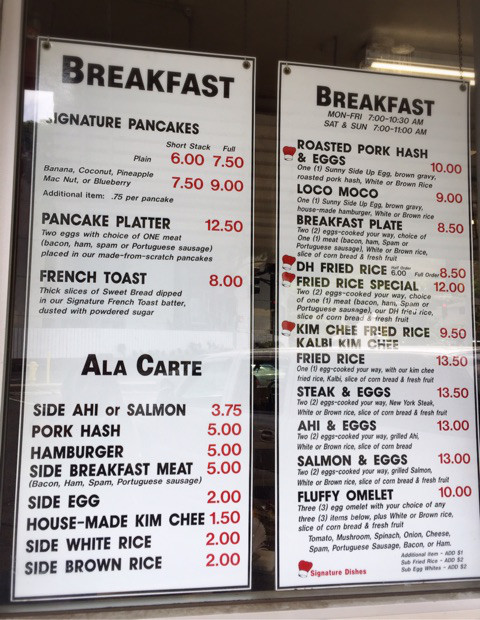 BREAKFAST
SIGNATURE PANCAKES
Short Stack Full
Plain 6.00 7.50
Banana, Coconut, Pineapple
Mac Nut, or Blueberry 7.50 9.00
Additional item: .75 per pancake
PANCAKE PLATTER 12.50
Two eggs with choice of ONE meat
(bacon, ham, spam or Portuguese sausage)
placed in our made-from-scratch pancakes
FRENCH TOAST 8.00
Thick slices of Sweet Bread dipped
in our Signature French Toast batter,
dusted with powdered sugar
ALA CARTE
SIDE AHI or SALMON 3.75
PORK HASH 5.00
HAMBURGER 5.00
SIDE BREAKFAST MEAT 5.00
(Bacon, Ham, Spam, Portuguese sausage)
SIDE EGG 2.00
HOUSE-MADE KIM CHEE 1.50
SIDE WHITE RICE 2.00
SIDE BROWN RICE 2.00
BREAKFAST
MON-FRI 7:00-10:30 AM
SAT & SUN 7:00-11:00 AM
ROASTED PORK HASH
& EGGS 10.00
One (1) Sunny Side Up Egg, brown gravy,
roasted pork hash, White or Brown Rice
LOCO MOCO 9.00
One (1) Sunny Side Up Egg, brown gravy,
house-made hamburger, White or Brown rice
BREAKFAST PLATE 8.50
Two (2) eggs-cooked your way, choice of
One (1) meat (bacon, ham, Spam or
Portuguese sausage), White or Brown rice,
slice of corn bread & fresh fruit
DH FRIED RICE Half Order 6.00 Full Order 8.50
FRIED RICE SPECIAL 12.00
Two (2) eggs-cooked your way, choice
of one (1) meat (bacon, ham, Spam or
Portuguese sausage), our DH fried rice,
slice of corn bread & fresh fruit
KIM CHEE FRIED RICE 9.50
KALBI KIM CHEE
FRIED RICE 13.50
One (1) egg-cooked your way, with our kim chee
fried rice, Kalbi, slice of corn bread & fresh fruit
STEAK & EGGS 13.50
Two (2) eggs-cooked your way, New York Steak,
White or Brown rice, slice of corn bread & fresh fruit
AHI & EGGS 13.00
Two (2) eggs-cooked your way, grilled Ahi,
White or Brown rice, slice of corn bread
SALMON & EGGS 13.00
Two (2) eggs-cooked your way, grilled Salmon,
White or Brown rice, slice of corn bread & fresh fruit
FLUFFY OMELET 10.00
Three (3) egg omelet with your choice of any
three (3) items below, plus White or Brown rice,
slice of corn bread & fresh fruit
Tomato, Mushroom, Spinach, Onion, Cheese,
Spam, Portuguese Sausage, Bacon, or Ham.
Additional Item - ADD $1
Sub Fried Rice - ADD $2
Sub Egg Whites - ADD $2
Signature Dishes